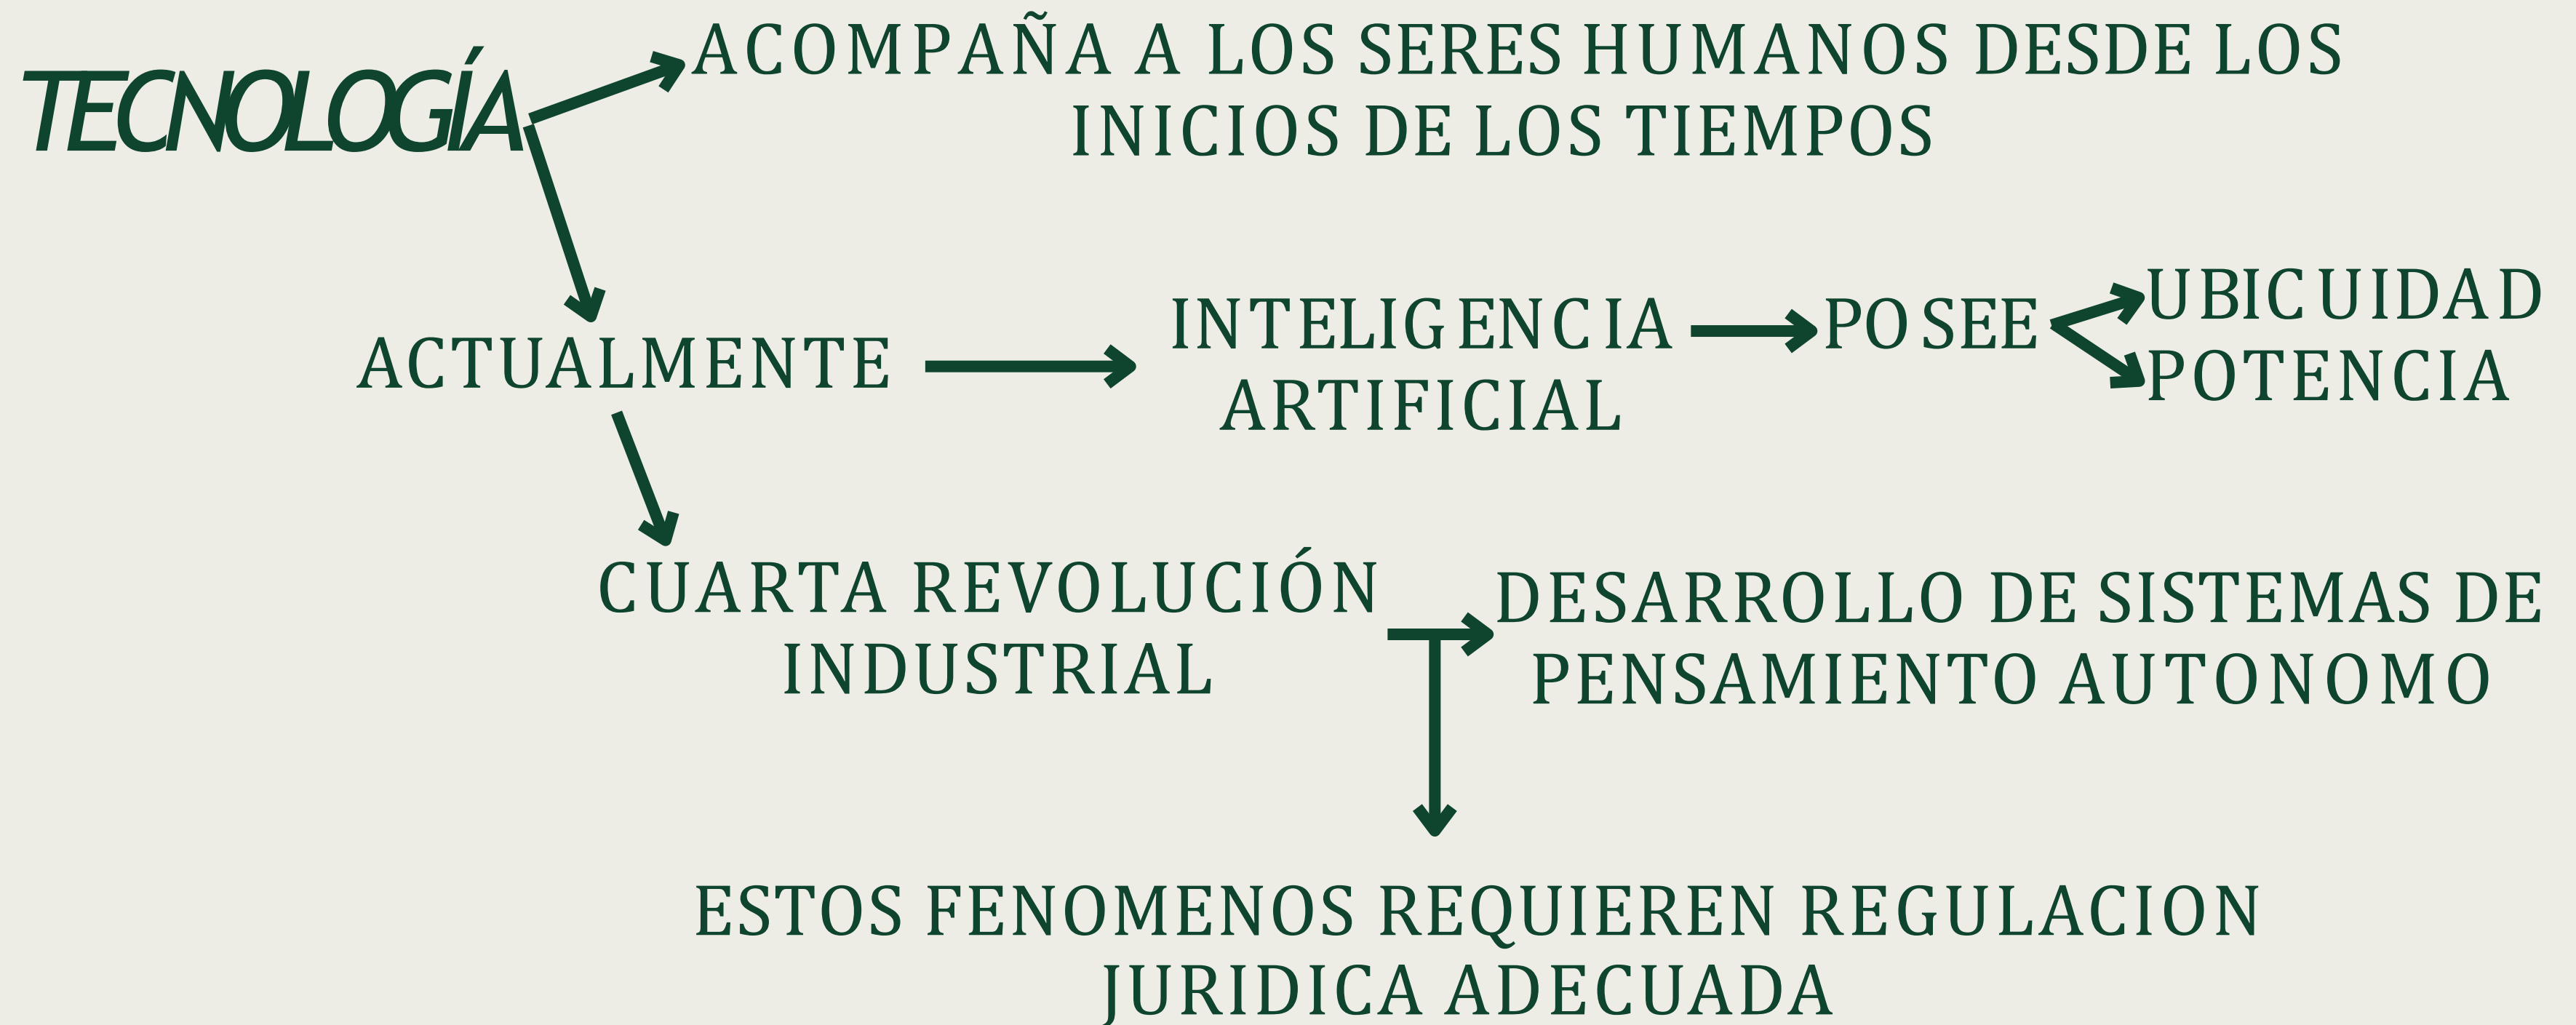 TECNOLOGÍA
ACOMPAÑA A LOS SERES HUMANOS DESDE LOS
INICIOS DE LOS TIEMPOS
ACTUALMENTE
INTELIGENCIA
ARTIFICIAL
POSEE
UBICUIDAD
POTENCIA
CUARTA REVOLUCIÓN
INDUSTRIAL
DESARROLLO DE SISTEMAS DE
PENSAMIENTO AUTONOMO
ESTOS FENOMENOS REQUIEREN REGULACION
JURIDICA ADECUADA